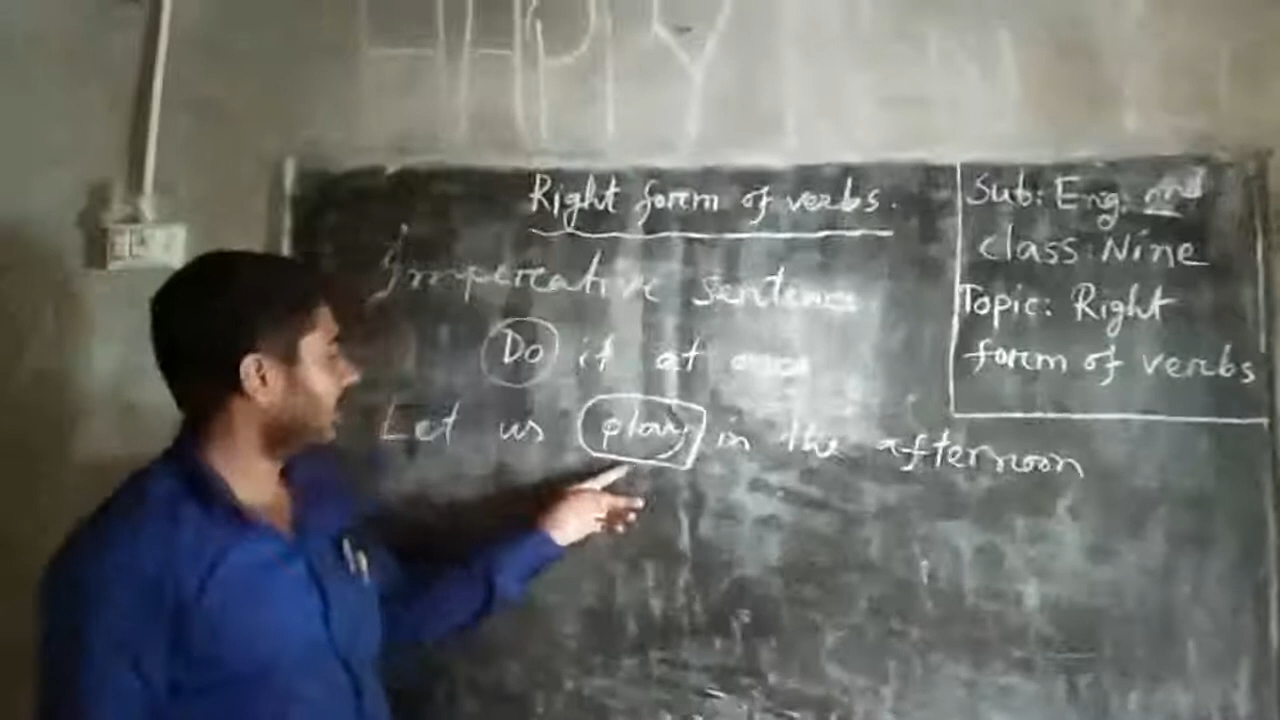 Right form of verbs.
Imperative sentence
Do it at once
Let us play in the afternoon
Sub: Eng.
Class: Nine
Topic: Right
form of verbs